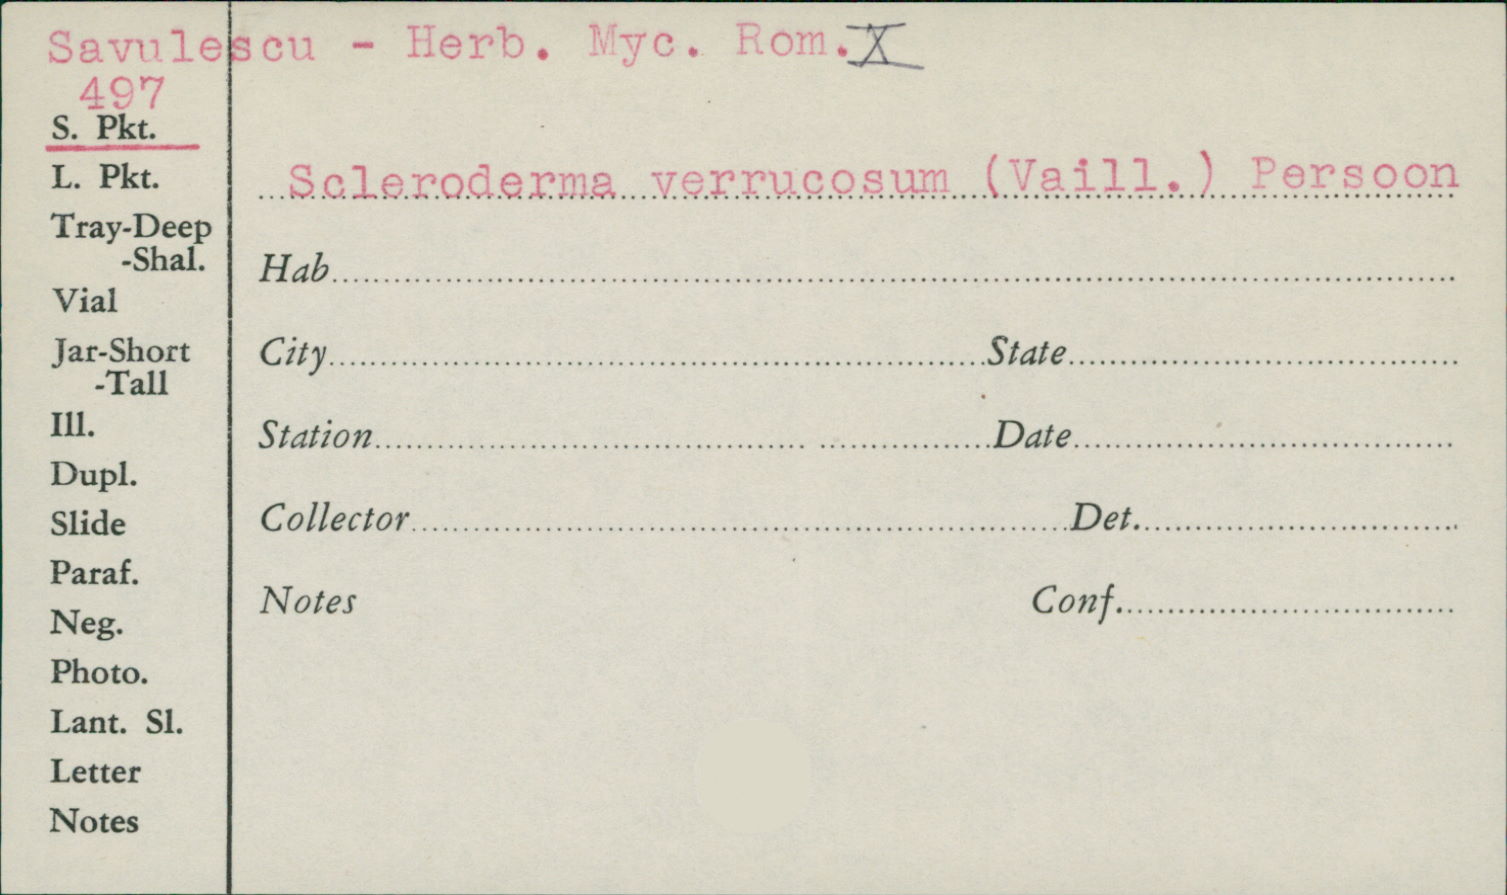 Savulescu - Herb. Myc. Rom. X
497
S. Pkt.
L. Pkt.
Tray-Deep
-Shal.
Vial
Jar-Short
-Tall
Ill.
Dupl.
Slide
Paraf.
Neg.
Photo.
Lant. Sl.
Letter
Notes
Scleroderma verrucosum (Vaill.) Persoon
Hab
City State
Station Date
Collector Det.
Notes Conf.